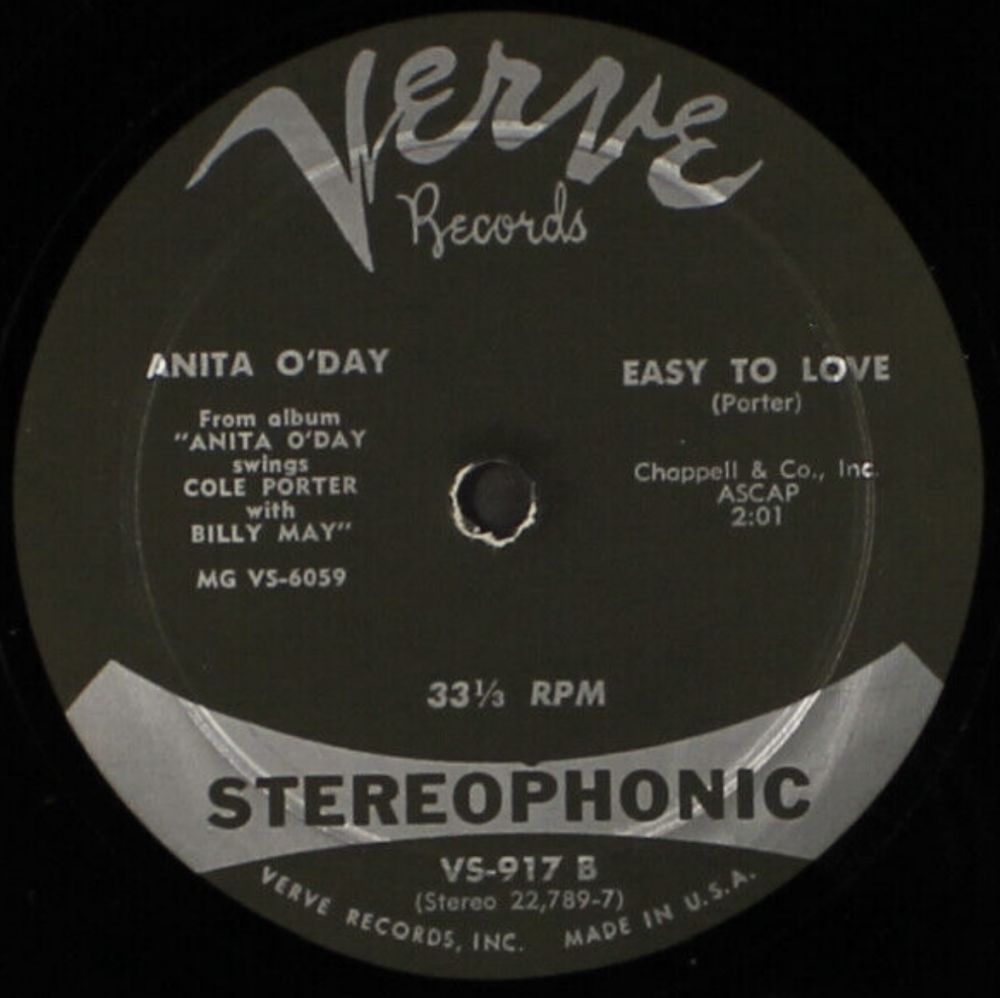 Verve
Records
ANITA O'DAY
From album
"ANITA O'DAY
swings
COLE PORTER
with
BILLY MAY"
MG VS-6059
EASY TO LOVE
(Porter)
Chappell & Co., Inc.
ASCAP
2:01
33⅓ RPM
STEREOPHONIC
VS-917 B
(Stereo 22,789-7)
VERVE RECORDS, INC. MADE IN U.S.A.